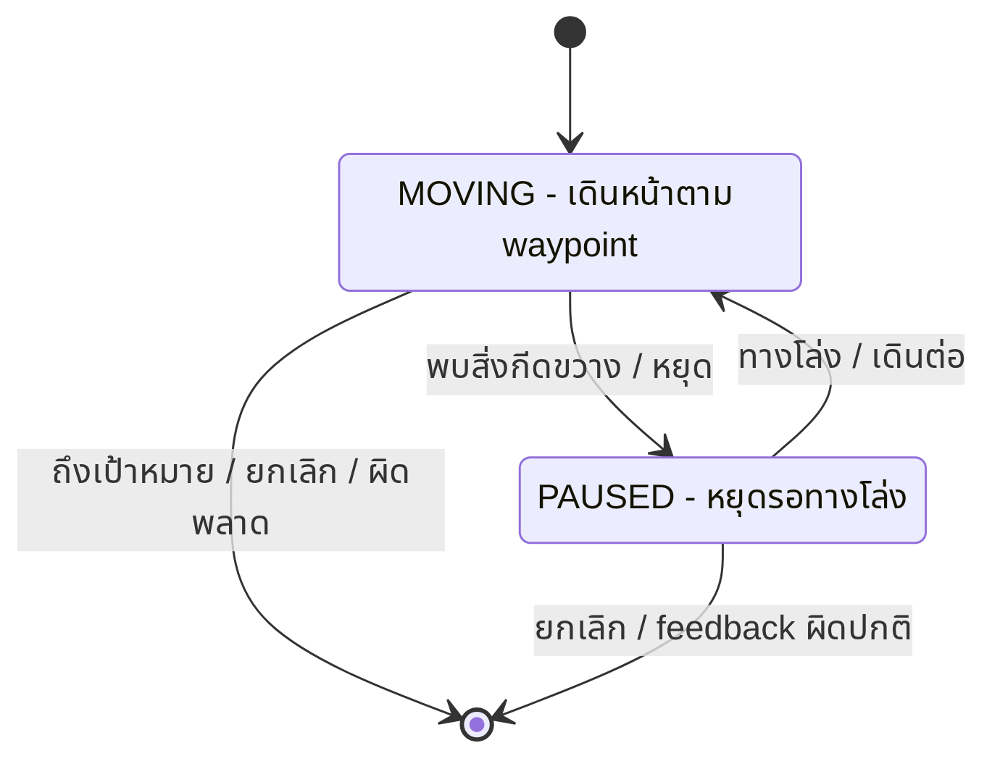 MOVING - เดินหน้าตาม
waypoint
พบสิ่งกีดขวาง / หยุด
ทางโล่ง / เดินต่อ
ถึงเป้าหมาย / ยกเลิก / ผิด
พลาด
PAUSED - หยุดรอทางโล่ง
ยกเลิก / feedback ผิดปกติ